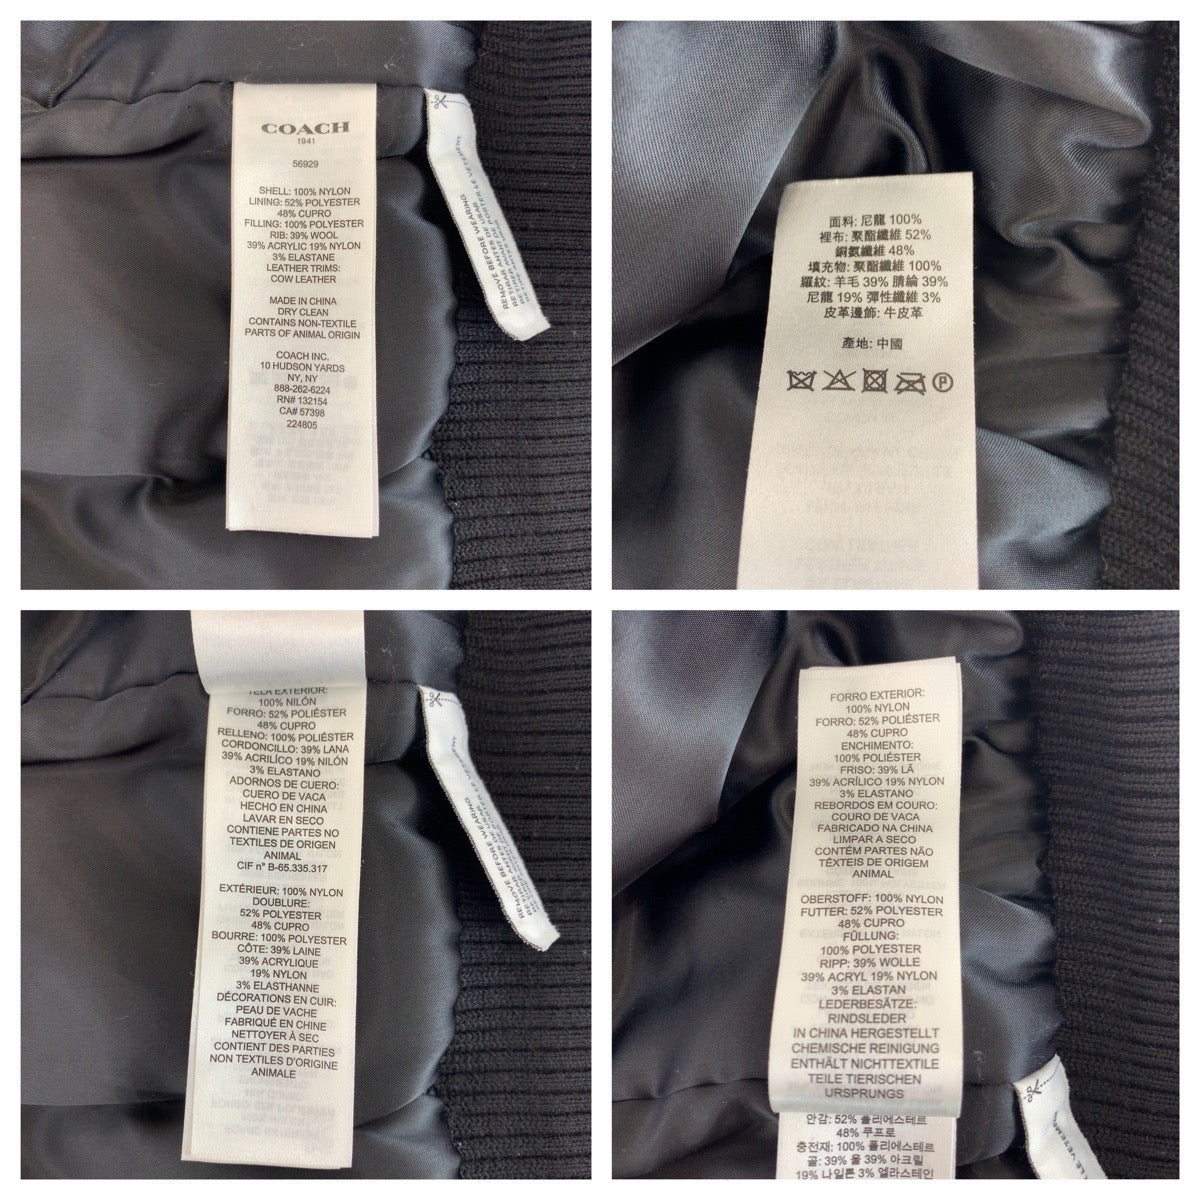 COACH
1941
56929
SHELL: 100% NYLON
LINING: 52% POLYESTER
48% CUPRO
FILLING: 100% POLYESTER
RIB: 39% WOOL
39% ACRYLIC 19% NYLON
3% ELASTANE
LEATHER TRIMS:
COW LEATHER
MADE IN CHINA
DRY CLEAN
CONTAINS NON-TEXTILE
PARTS OF ANIMAL ORIGIN
COACH INC.
10 HUDSON YARDS
NY, NY
888-262-6224
RN# 132154
CA# 57398
224805
REMOVE BEFORE WEARING
面料: 尼龍 100%
裡布: 聚酯纖維 52%
銅氨纖維 48%
填充物: 聚酯纖維 100%
羅紋: 羊毛 39% 腈綸 39%
尼龍 19% 彈性纖維 3%
皮革邊飾: 牛皮革
產地: 中國
P
TELA EXTERIOR:
100% NILÓN
FORRO: 52% POLIÉSTER
48% CUPRO
RELLENO: 100% POLIÉSTER
CORDONCILLO: 39% LANA
39% ACRILÍCO 19% NILÓN
3% ELASTANO
ADORNOS DE CUERO:
CUERO DE VACA
HECHO EN CHINA
LAVAR EN SECO
CONTIENE PARTES NO
TEXTILES DE ORIGEN
ANIMAL
CIF n° B-65.335.317
EXTÉRIEUR: 100% NYLON
DOUBLURE:
52% POLYESTER
48% CUPRO
BOURRE: 100% POLYESTER
CÔTE: 39% LAINE
39% ACRYLIQUE
19% NYLON
3% ELASTHANNE
DÉCORATIONS EN CUIR:
PEAU DE VACHE
FABRIQUÉ EN CHINE
NETTOYER À SEC
CONTIENT DES PARTIES
NON TEXTILES D'ORIGINE
ANIMALE
REMOVE BEFORE WEARING
FORRO EXTERIOR:
100% NYLON
FORRO: 52% POLYESTER
48% CUPRO
ENCHIMENTO:
100% POLYESTER
FRISO: 39% LÃ
39% ACRÍLICO 19% NYLON
3% ELASTANO
REBORDOS EM COURO:
COURO DE VACA
FABRICADO NA CHINA
LIMPAR A SECO
CONTÉM PARTES NÃO
TÊXTEIS DE ORIGEM
ANIMAL
OBERSTOFF: 100% NYLON
FUTTER: 52% POLYESTER
48% CUPRO
FÜLLUNG:
100% POLYESTER
RIPP: 39% WOLLE
39% ACRYL 19% NYLON
3% ELASTAN
LEDERBESÄTZE:
RINDSLEDER
IN CHINA HERGESTELLT
CHEMISCHE REINIGUNG
ENTHÄLT NICHTTEXTILE
TEILE TIERISCHEN
URSPRUNGS
안감: 52% 폴리에스테르
48% 쿠프로
충전재: 100% 폴리에스테르
골: 39% 울 39% 아크릴
19% 나일론 3% 엘라스테인